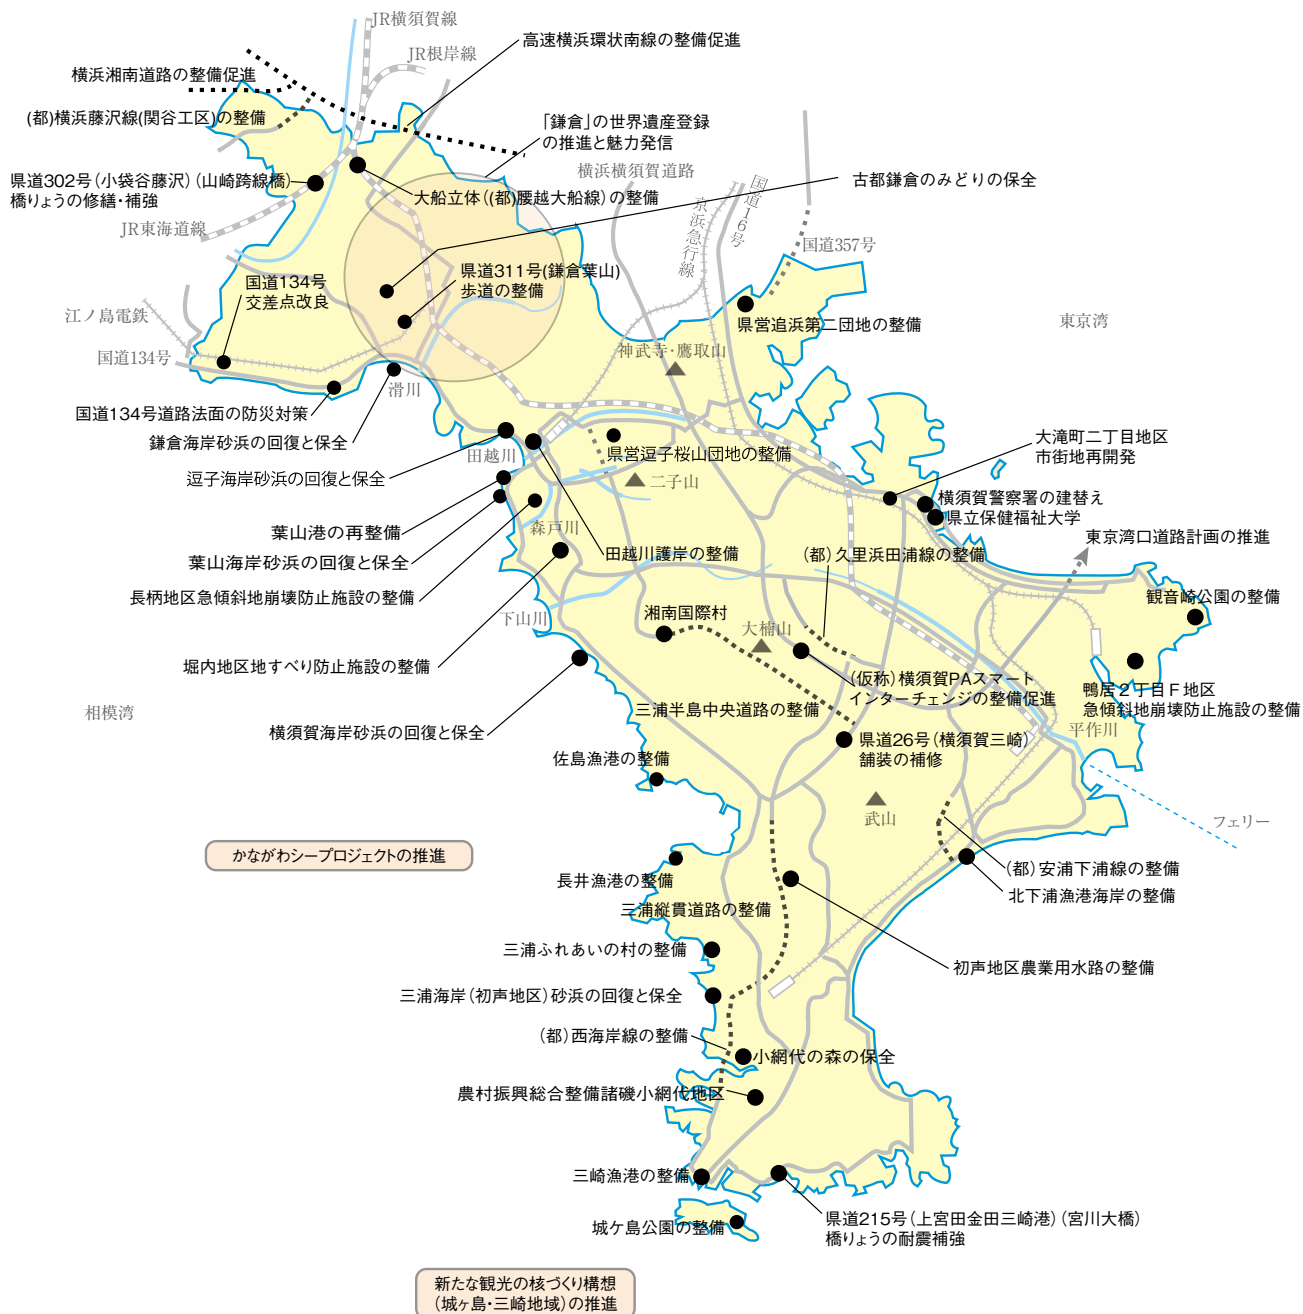 JR横須賀線
JR根岸線
高速横浜環状南線の整備促進
横浜湘南道路の整備促進
(都)横浜藤沢線(関谷工区)の整備
「鎌倉」の世界遺産登録
の推進と魅力発信
横浜横須賀道路
国道16号
京浜急行線
古都鎌倉のみどりの保全
県道302号(小袋谷藤沢)(山崎跨線橋)
橋りょうの修繕・補強
大船立体((都)腰越大船線)の整備
JR東海道線
国道357号
国道134号
交差点改良
県道311号(鎌倉葉山)
歩道の整備
江ノ島電鉄
東京湾
県営追浜第二団地の整備
国道134号
神武寺・鷹取山
滑川
国道134号道路法面の防災対策
鎌倉海岸砂浜の回復と保全
大滝町二丁目地区
市街地再開発
田越川
県営逗子桜山団地の整備
逗子海岸砂浜の回復と保全
二子山
横須賀警察署の建替え
県立保健福祉大学
葉山港の再整備
森戸川
東京湾口道路計画の推進
葉山海岸砂浜の回復と保全
田越川護岸の整備
(都)久里浜田浦線の整備
長柄地区急傾斜地崩壊防止施設の整備
観音崎公園の整備
下山川
湘南国際村
大楠山
堀内地区地すべり防止施設の整備
(仮称)横須賀PAスマート
インターチェンジの整備促進
鴨居2丁目F地区
急傾斜地崩壊防止施設の整備
相模湾
三浦半島中央道路の整備
平作川
横須賀海岸砂浜の回復と保全
県道26号(横須賀三崎)
舗装の補修
佐島漁港の整備
武山
フェリー
かながわシープロジェクトの推進
長井漁港の整備
(都)安浦下浦線の整備
北下浦漁港海岸の整備
三浦縦貫道路の整備
三浦ふれあいの村の整備
初声地区農業用水路の整備
三浦海岸(初声地区)砂浜の回復と保全
(都)西海岸線の整備
小網代の森の保全
農村振興総合整備諸磯小網代地区
三崎漁港の整備
城ケ島公園の整備
県道215号(上宮田金田三崎港)(宮川大橋)
橋りょうの耐震補強
新たな観光の核づくり構想
(城ヶ島・三崎地域)の推進